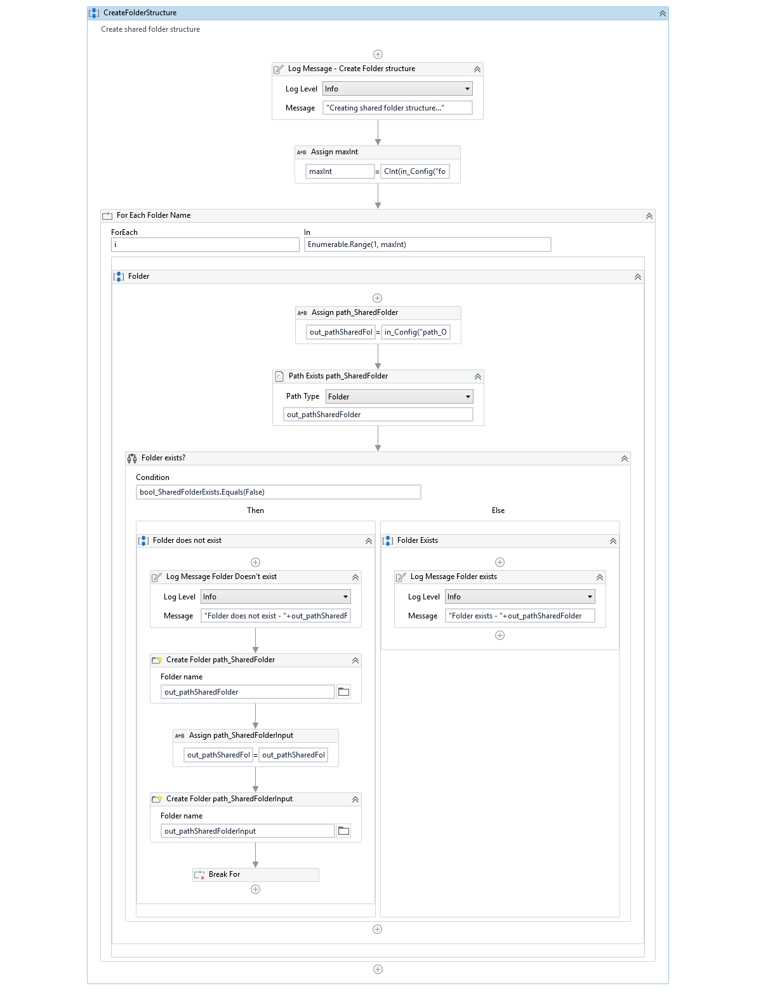 CreateFolderStructure
Create shared folder structure
Log Message - Create Folder structure
Log Level Info
Message "Creating shared folder structure..."
A+B Assign maxInt
maxInt = CInt(in_Config("fo
For Each Folder Name
ForEach In
i Enumerable.Range(1, maxInt)
Folder
A+B Assign path_SharedFolder
out_pathSharedFol = in_Config("path_O
Path Exists path_SharedFolder
Path Type Folder
out_pathSharedFolder
Folder exists?
Condition
bool_SharedFolderExists.Equals(False)
Then
Folder does not exist
Log Message Folder Doesn't exist
Log Level Info
Message "Folder does not exist - "+out_pathSharedF
Create Folder path_SharedFolder
Folder name
out_pathSharedFolder
A+B Assign path_SharedFolderInput
out_pathSharedFol = out_pathSharedFol
Create Folder path_SharedFolderInput
Folder name
out_pathSharedFolderInput
Break For
Else
Folder Exists
Log Message Folder exists
Log Level Info
Message "Folder exists - "+out_pathSharedFolder